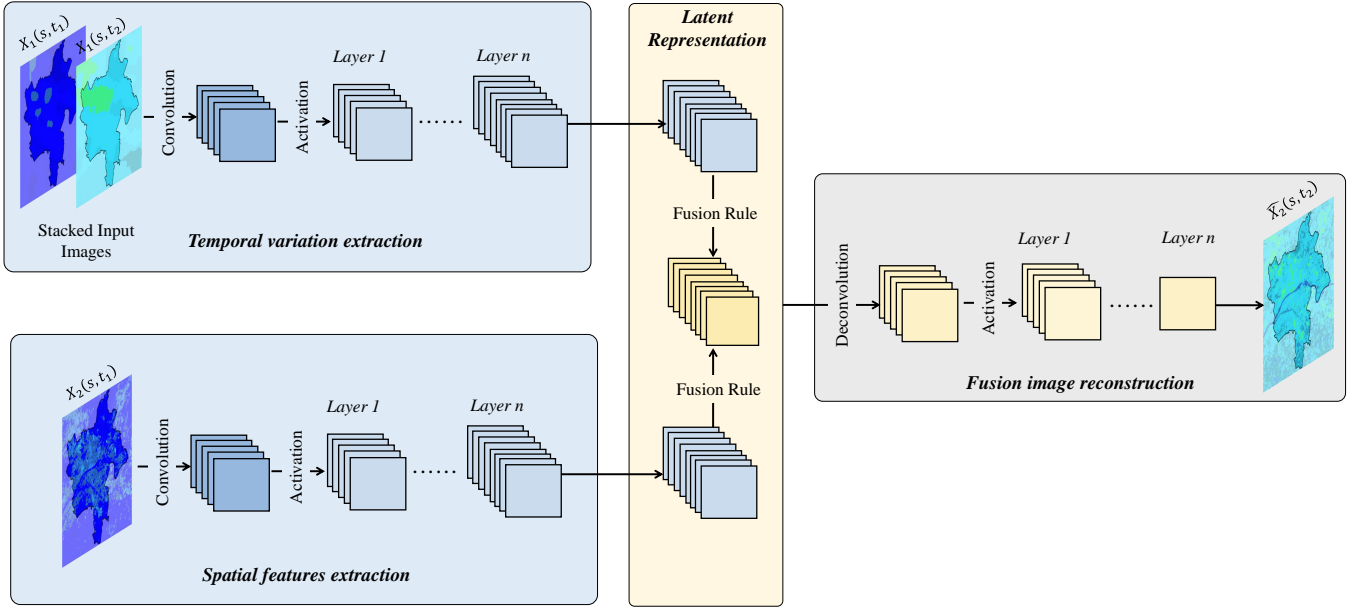 X₁(s,t₁)
X₁(s,t₂)
Convolution
Activation
Layer 1
......
Layer n
Stacked Input
Images
Temporal variation extraction
X₂(s,t₁)
Convolution
Activation
Layer 1
......
Layer n
Spatial features extraction
Latent
Representation
Fusion Rule
Fusion Rule
Deconvolution
Activation
Layer 1
......
Layer n
X̂₂(s,t₂)
Fusion image reconstruction